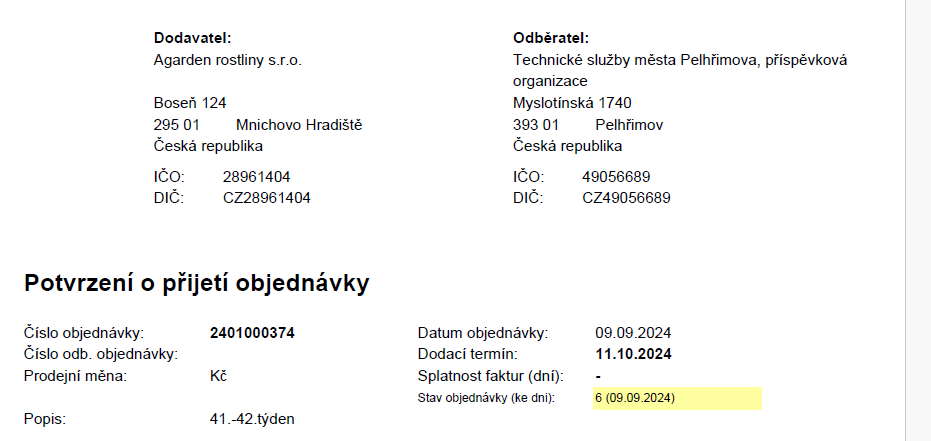 Dodavatel:
Agarden rostliny s.r.o.
Boseň 124
295 01 Mnichovo Hradiště
Česká republika
IČO: 28961404
DIČ: CZ28961404
Odběratel:
Technické služby města Pelhřimova, příspěvková
organizace
Myslotínská 1740
393 01 Pelhřimov
Česká republika
IČO: 49056689
DIČ: CZ49056689
Potvrzení o přijetí objednávky
Číslo objednávky: 2401000374
Číslo odb. objednávky:
Prodejní měna: Kč
Popis: 41.-42.týden
Datum objednávky: 09.09.2024
Dodací termín: 11.10.2024
Splatnost faktur (dní): -
Stav objednávky (ke dni): 6 (09.09.2024)